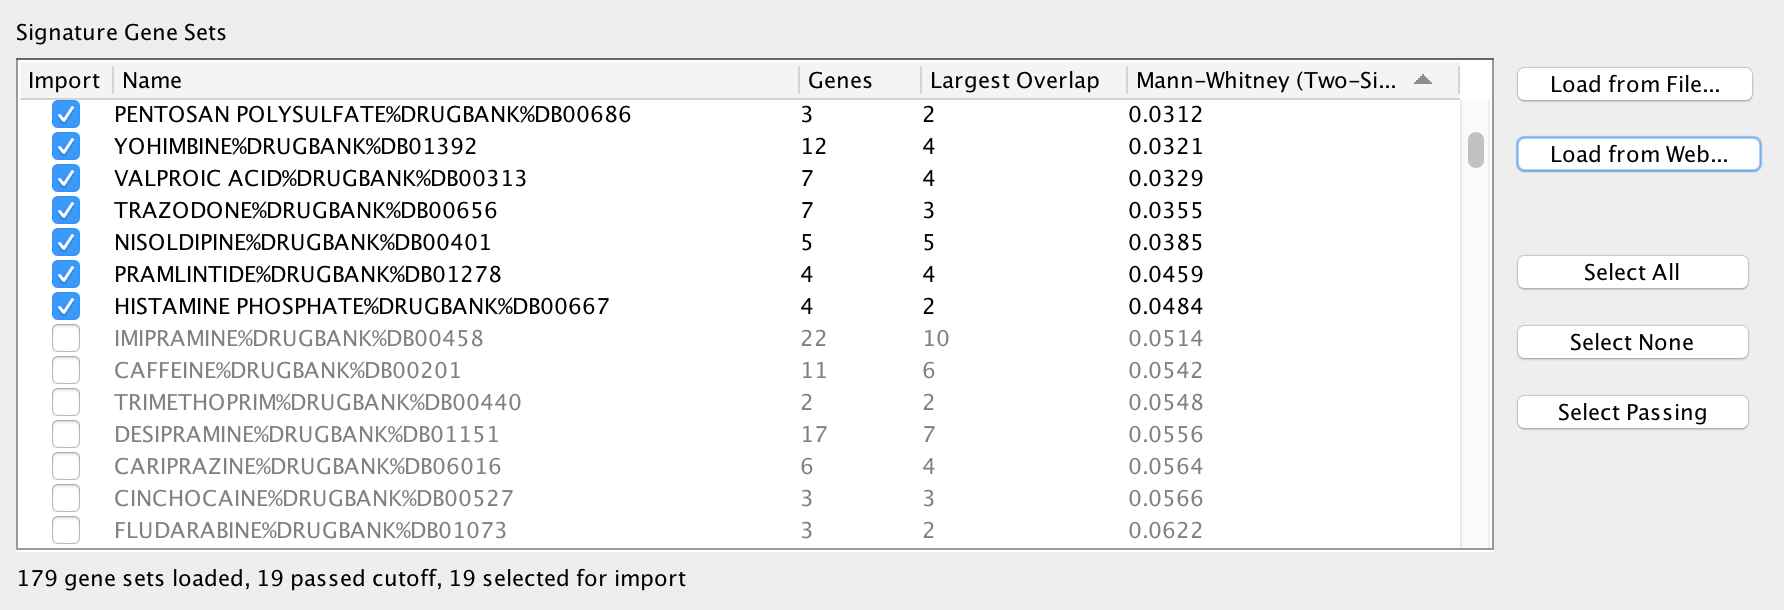 Signature Gene Sets
Import Name Genes Largest Overlap Mann-Whitney (Two-Si...
PENTOSAN POLYSULFATE%DRUGBANK%DB00686 3 2 0.0312
YOHIMBINE%DRUGBANK%DB01392 12 4 0.0321
VALPROIC ACID%DRUGBANK%DB00313 7 4 0.0329
TRAZODONE%DRUGBANK%DB00656 7 3 0.0355
NISOLDIPINE%DRUGBANK%DB00401 5 5 0.0385
PRAMLINTIDE%DRUGBANK%DB01278 4 4 0.0459
HISTAMINE PHOSPHATE%DRUGBANK%DB00667 4 2 0.0484
IMIPRAMINE%DRUGBANK%DB00458 22 10 0.0514
CAFFEINE%DRUGBANK%DB00201 11 6 0.0542
TRIMETHOPRIM%DRUGBANK%DB00440 2 2 0.0548
DESIPRAMINE%DRUGBANK%DB01151 17 7 0.0556
CARIPRAZINE%DRUGBANK%DB06016 6 4 0.0564
CINCHOCAINE%DRUGBANK%DB00527 3 3 0.0566
FLUDARABINE%DRUGBANK%DB01073 3 2 0.0622
179 gene sets loaded, 19 passed cutoff, 19 selected for import
Load from File...
Load from Web...
Select All
Select None
Select Passing